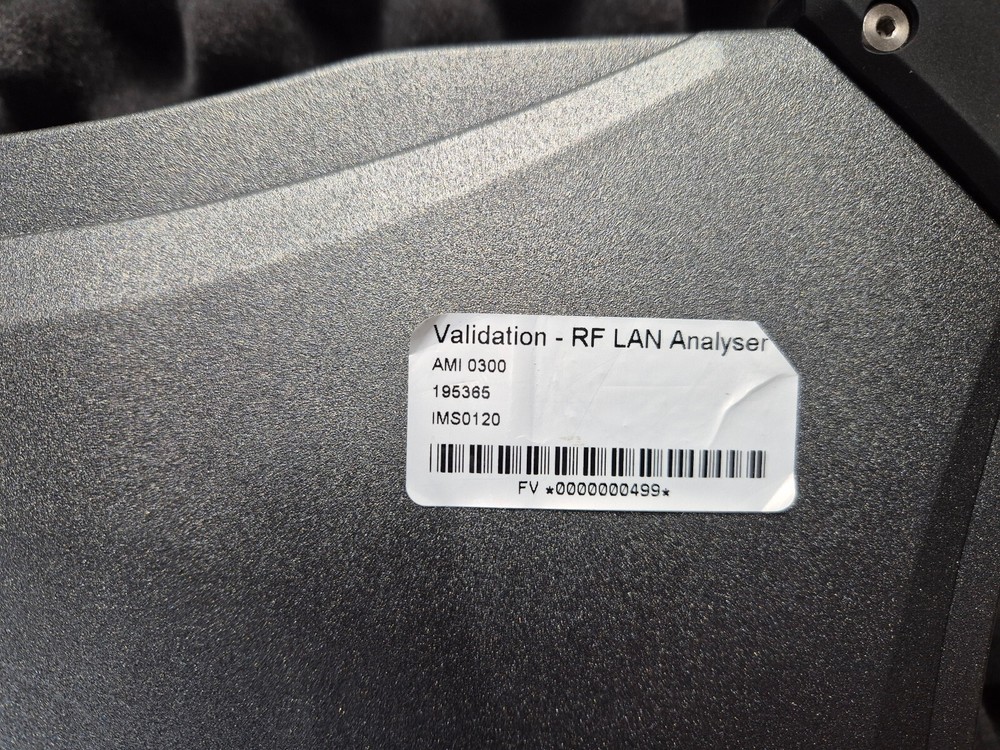 Validation - RF LAN Analyser
AMI 0300
195365
IMS0120
FV *0000000499*